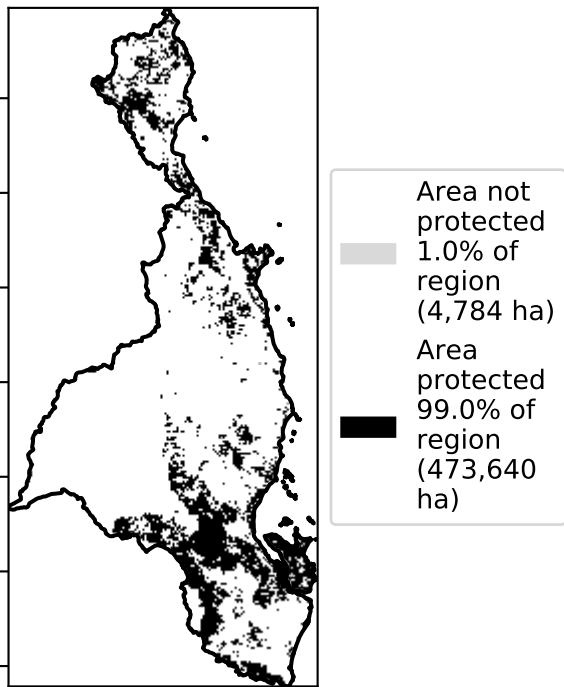 Area not
protected
1.0% of
region
(4,784 ha)
Area
protected
99.0% of
region
(473,640
ha)